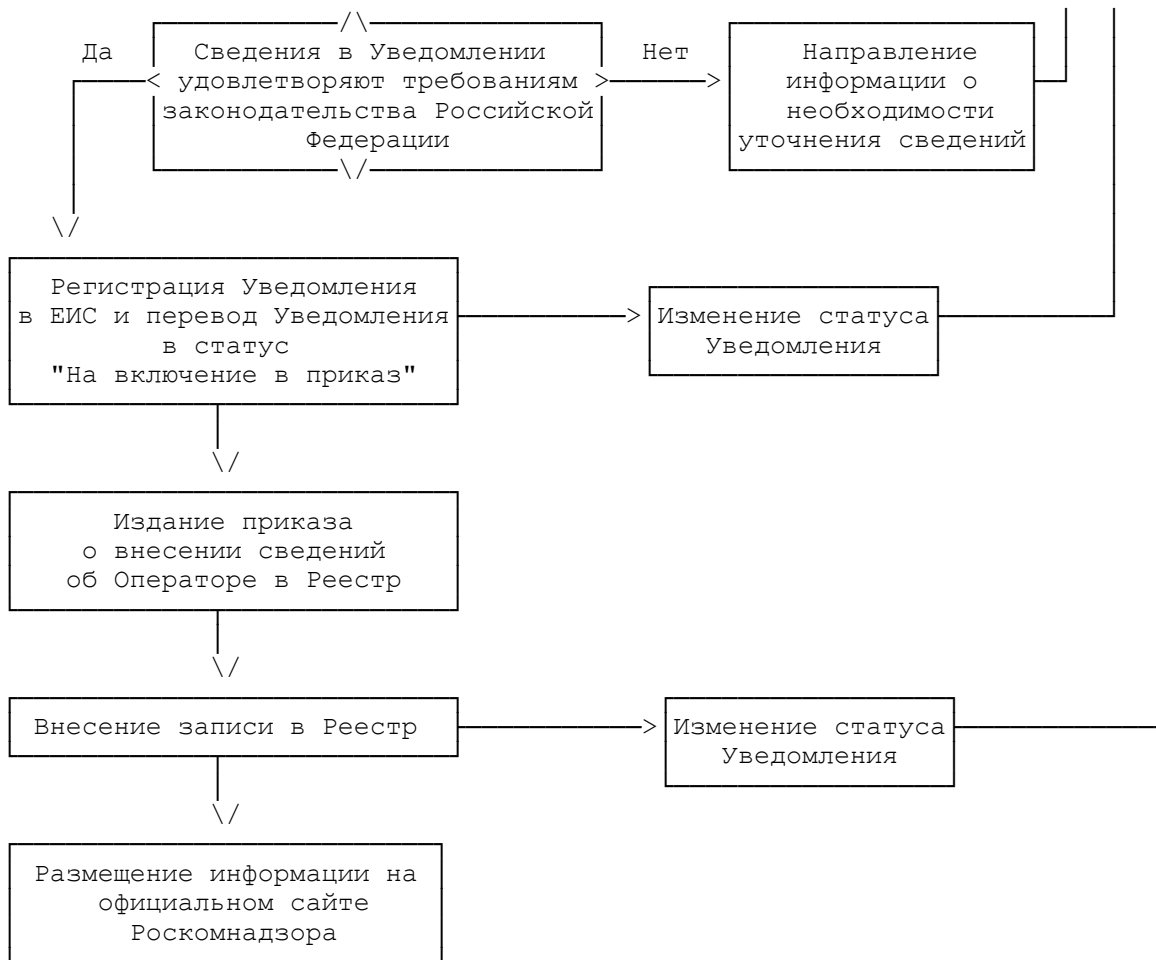 Да
Сведения в Уведомлении
удовлетворяют требованиям
законодательства Российской
Федерации
Нет
Направление
информации о
необходимости
уточнения сведений
Регистрация Уведомления
в ЕИС и перевод Уведомления
в статус
"На включение в приказ"
Изменение статуса
Уведомления
Издание приказа
о внесении сведений
об Операторе в Реестр
Внесение записи в Реестр
Изменение статуса
Уведомления
Размещение информации на
официальном сайте
Роскомнадзора